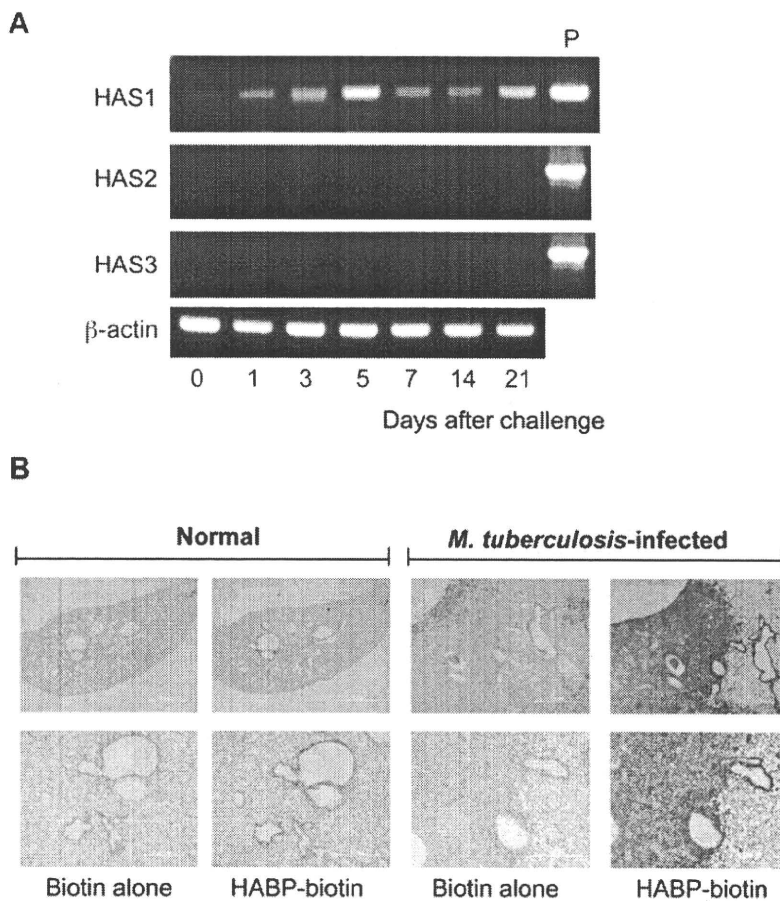 A
P
HAS1
HAS2
HAS3
β-actin
0 1 3 5 7 14 21
Days after challenge
B
Normal M. tuberculosis-infected
Biotin alone HABP-biotin Biotin alone HABP-biotin